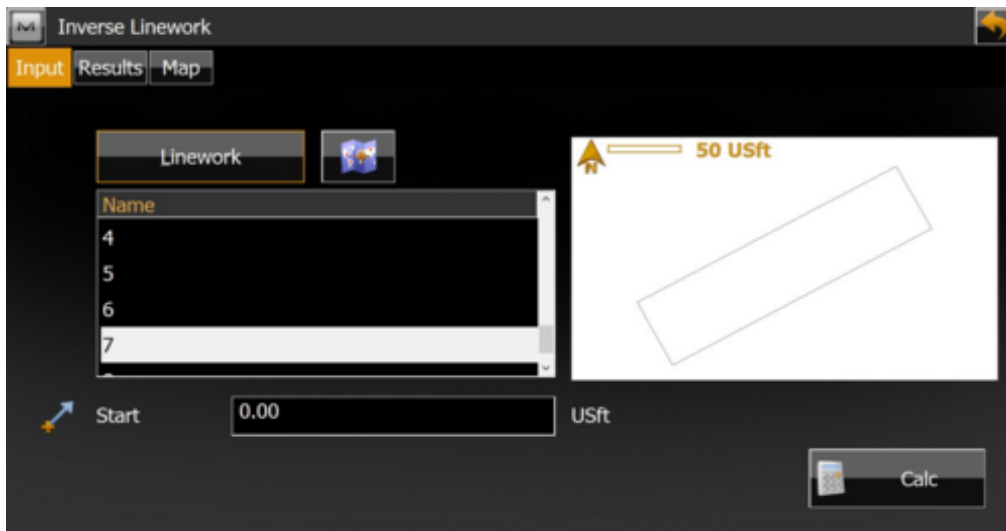 Inverse Linework
Input Results Map
Linework
50 USft
N
Name
4
5
6
7
Start 0.00 USft
Calc